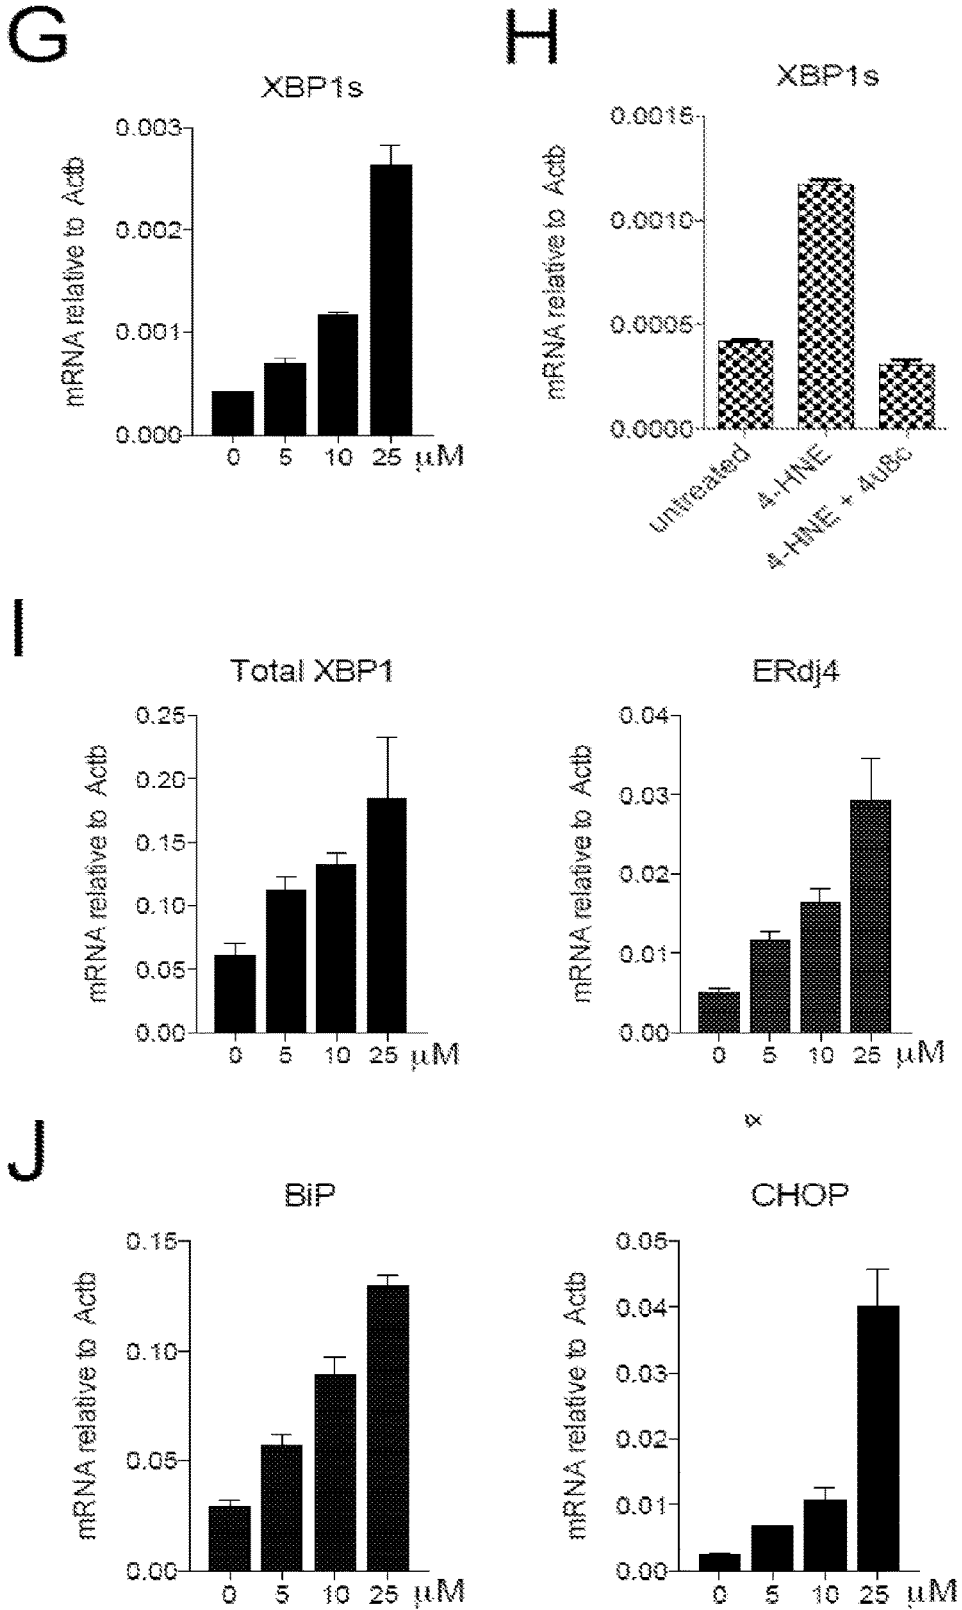 G
XBP1s
mRNA relative to Actb
0.003
0.002
0.001
0.000
0 5 10 25 μM
H
XBP1s
mRNA relative to Actb
0.0015
0.0010
0.0005
0.0000
untreated
4-HNE
4-HNE + 4u8c
I
Total XBP1
mRNA relative to Actb
0.25
0.20
0.15
0.10
0.05
0.00
0 5 10 25 μM
ERdj4
mRNA relative to Actb
0.04
0.03
0.02
0.01
0.00
0 5 10 25 μM
J
BiP
mRNA relative to Actb
0.15
0.10
0.05
0.00
0 5 10 25 μM
CHOP
mRNA relative to Actb
0.05
0.04
0.03
0.02
0.01
0.00
0 5 10 25 μM